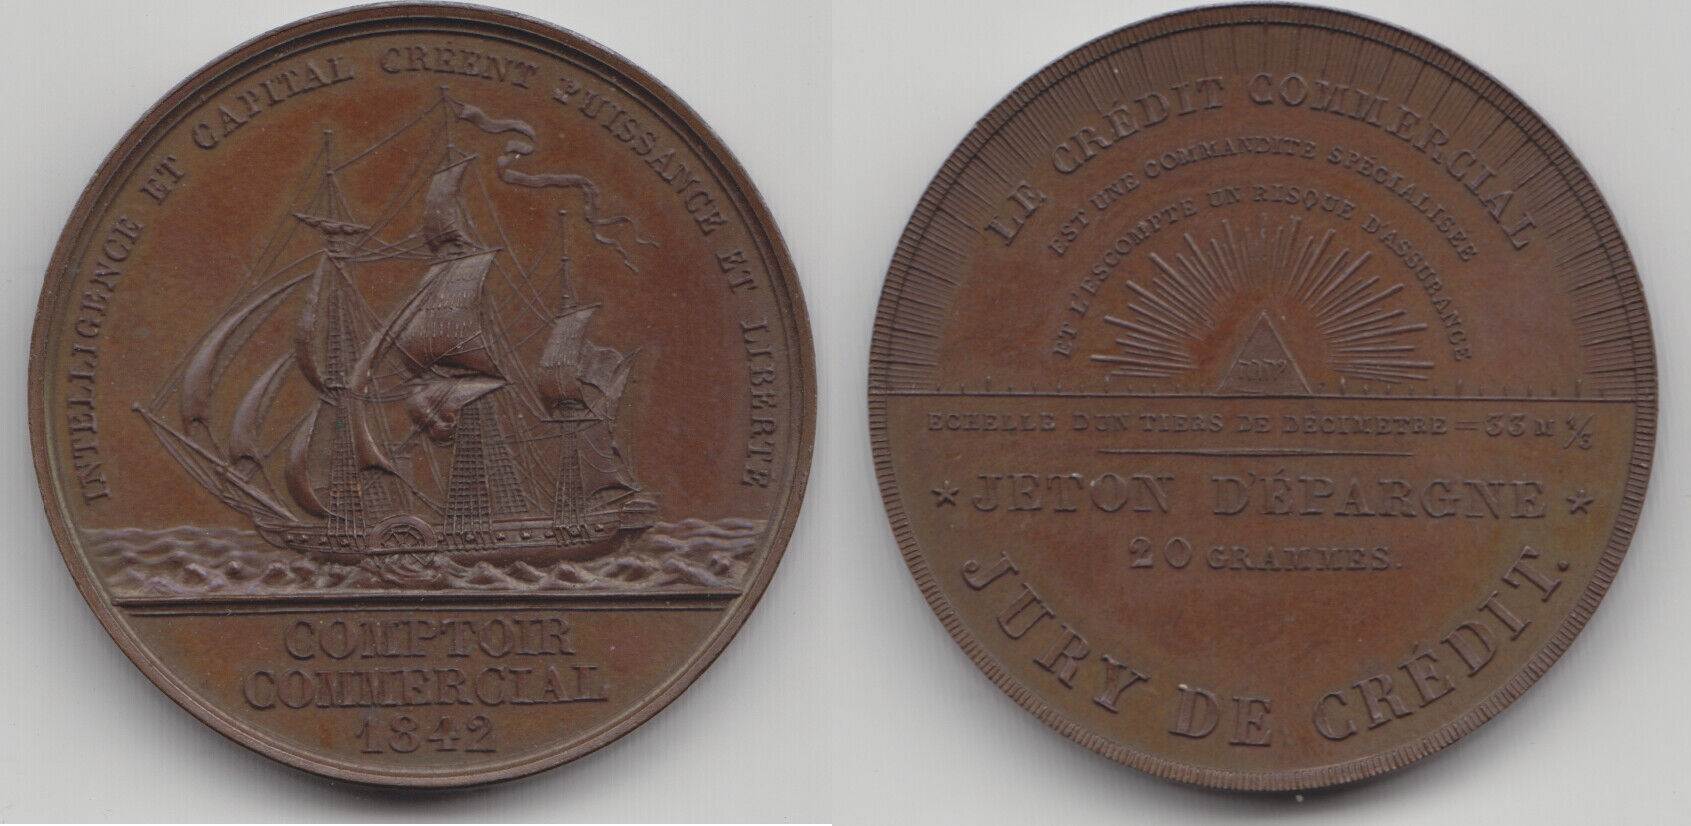 INTELLIGENCE ET CAPITAL CRÉENT PUISSANCE ET LIBERTÉ
COMPTOIR
COMMERCIAL
1842
LE CRÉDIT COMMERCIAL
EST UNE COMMANDITE SPÉCIALISÉE
ET L'ESCOMPTE UN RISQUE D'ASSURANCE
יהוה
ECHELLE D'UN TIERS DE DÉCIMETRE = 33 M 1/3
* JETON D'ÉPARGNE *
20 GRAMMES.
JURY DE CRÉDIT.